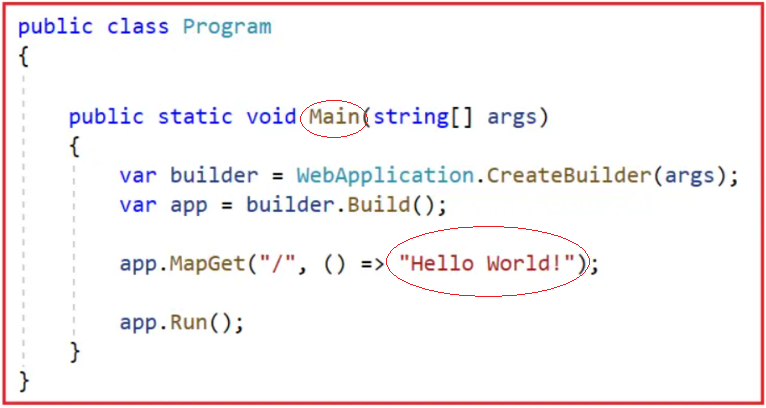 public class Program
{
public static void Main(string[] args)
{
var builder = WebApplication.CreateBuilder(args);
var app = builder.Build();
app.MapGet("/", () => "Hello World!");
app.Run();
}
}